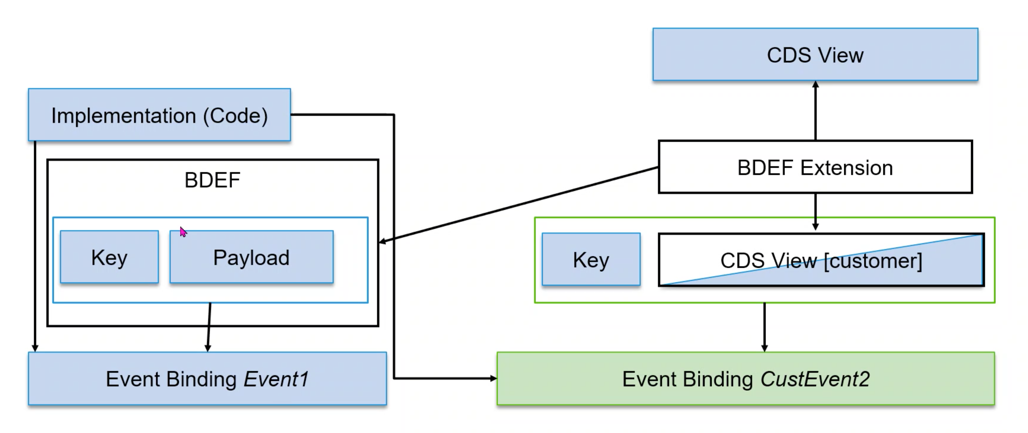 CDS View
Implementation (Code)
BDEF Extension
BDEF
Key
Payload
Key
CDS View [customer]
Event Binding Event1
Event Binding CustEvent2